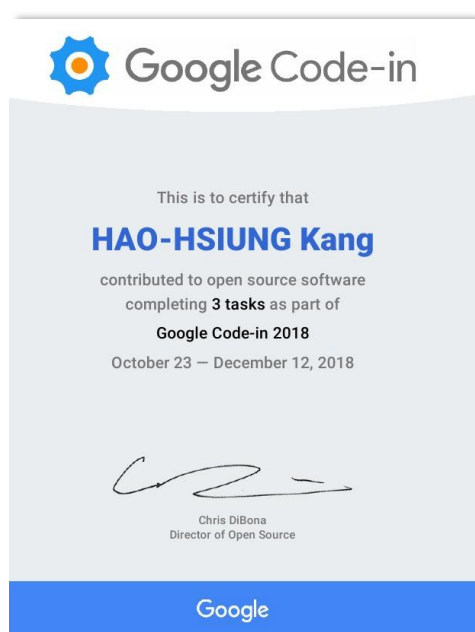 Google Code-in
This is to certify that
HAO-HSIUNG Kang
contributed to open source software
completing 3 tasks as part of
Google Code-in 2018
October 23 — December 12, 2018
Chris DiBona
Director of Open Source
Google